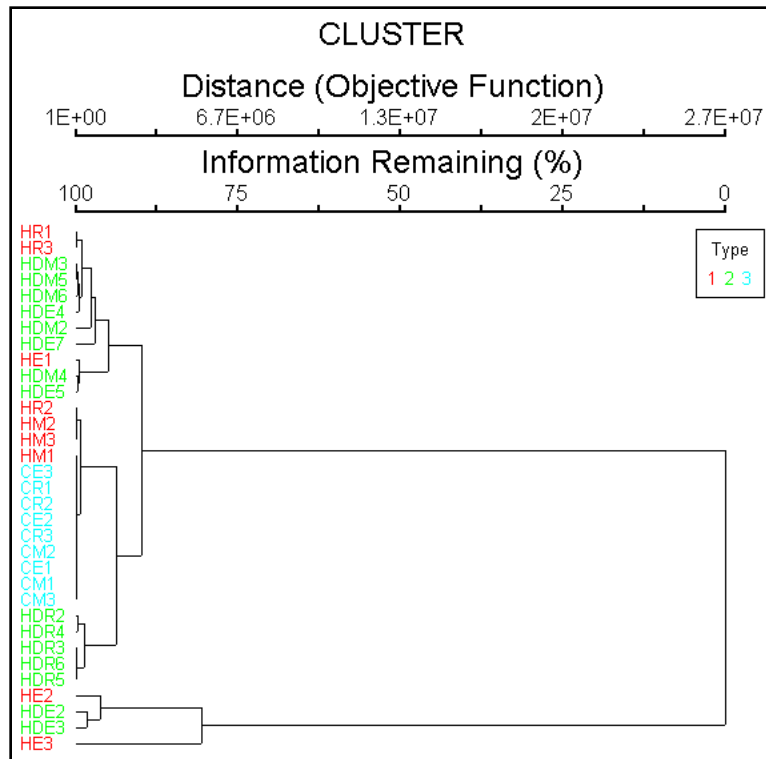 CLUSTER
Distance (Objective Function)
1E+00 6.7E+06 1.3E+07 2E+07 2.7E+07
Information Remaining (%)
100 75 50 25 0
HR1
HR3
HDM3
HDM5
HDM6
HDE4
HDM2
HDE7
HE1
HDM4
HDE5
HR2
HM2
HM3
HM1
CE3
CR1
CR2
CE2
CR3
CM2
CE1
CM1
CM3
HDR2
HDR4
HDR3
HDR6
HDR5
HE2
HDE2
HDE3
HE3
Type
1 2 3